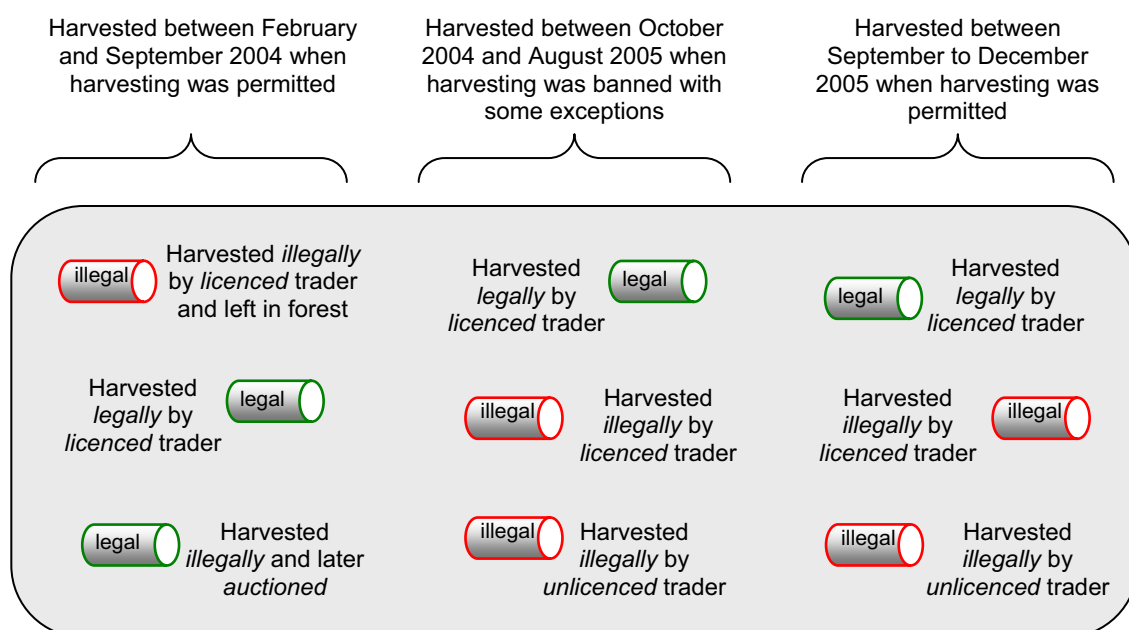 Harvested between February
and September 2004 when
harvesting was permitted
Harvested between October
2004 and August 2005 when
harvesting was banned with
some exceptions
Harvested between
September to December
2005 when harvesting was
permitted
illegal
Harvested illegally
by licenced trader
and left in forest
Harvested
legally by
licenced trader
legal
legal
Harvested
illegally and later
auctioned
Harvested
legally by
licenced trader
legal
illegal
Harvested
illegally by
licenced trader
illegal
Harvested
illegally by
unlicenced trader
legal
Harvested
legally by
licenced trader
Harvested
illegally by
licenced trader
illegal
illegal
Harvested
illegally by
unlicenced trader